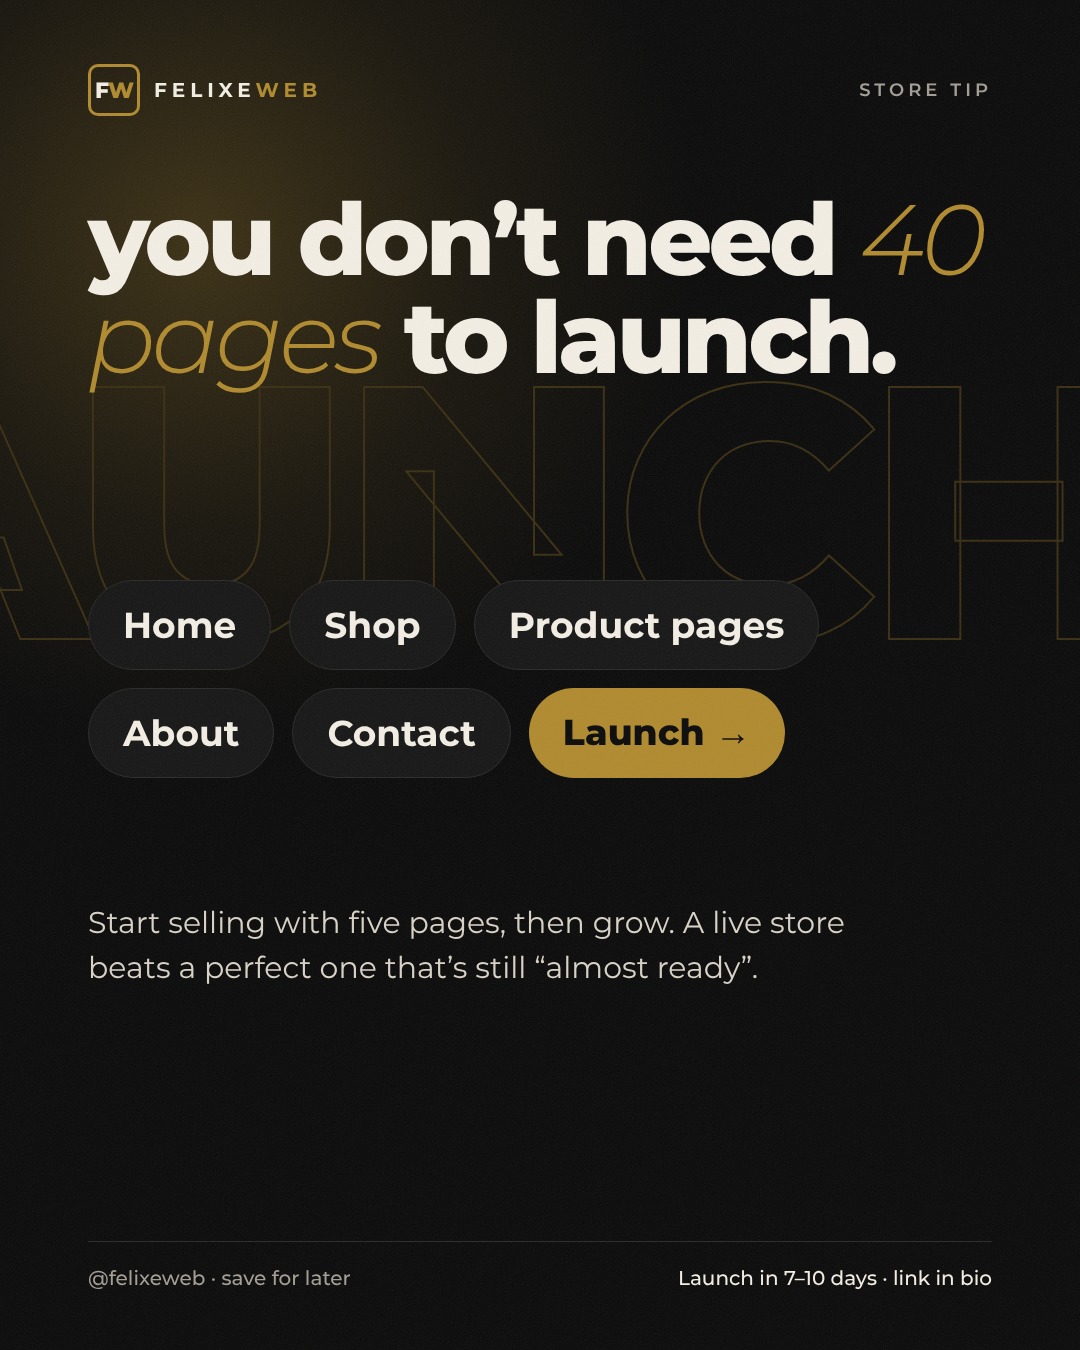 FW FELIXEWEB
STORE TIP
you don’t need 40
pages to launch.
AUNCH
Home Shop Product pages
About Contact Launch →
Start selling with five pages, then grow. A live store
beats a perfect one that’s still “almost ready”.
@felixeweb · save for later
Launch in 7–10 days · link in bio